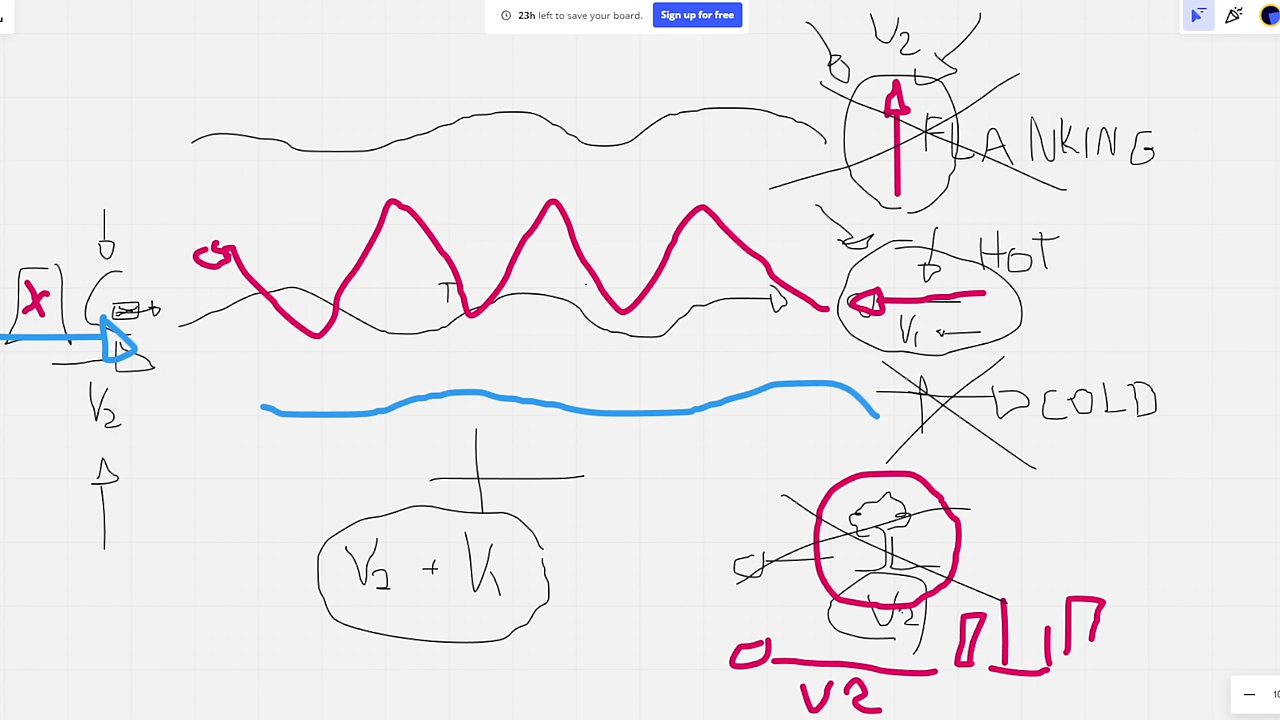 23h left to save your board.
Sign up for free
V2
FLANKING
HOT
X
T
V1
V2
COLD
V2 + V1
V2
V2
10